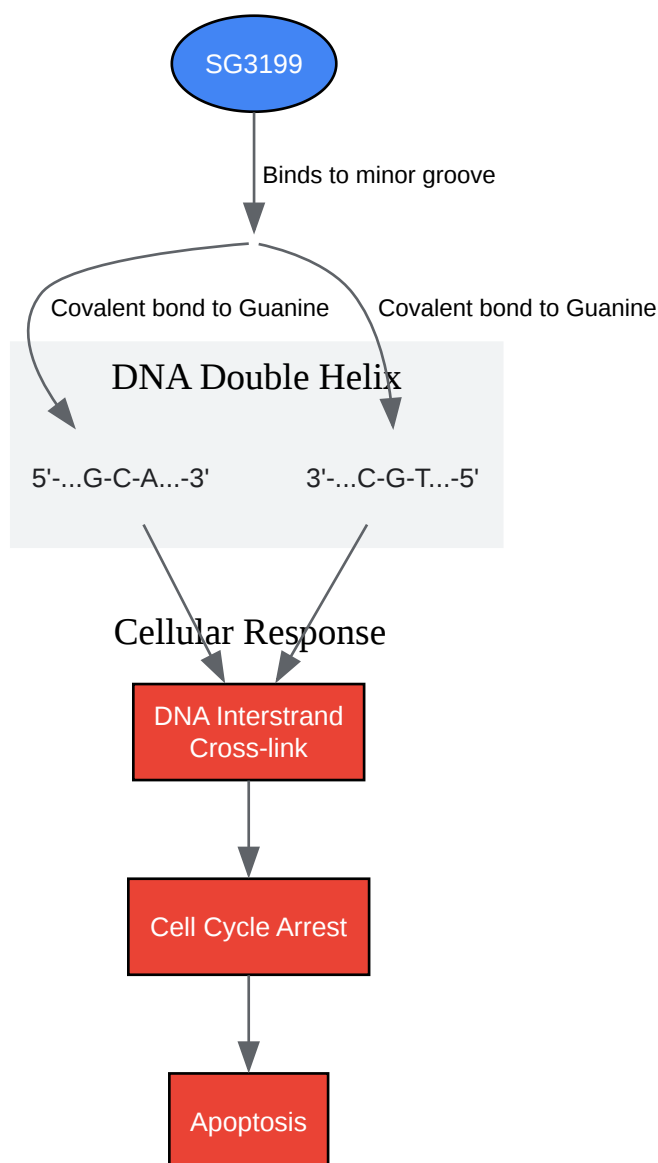 SG3199
Binds to minor groove
Covalent bond to Guanine
Covalent bond to Guanine
DNA Double Helix
5'-...G-C-A...-3'
3'-...C-G-T...-5'
Cellular Response
DNA Interstrand
Cross-link
Cell Cycle Arrest
Apoptosis